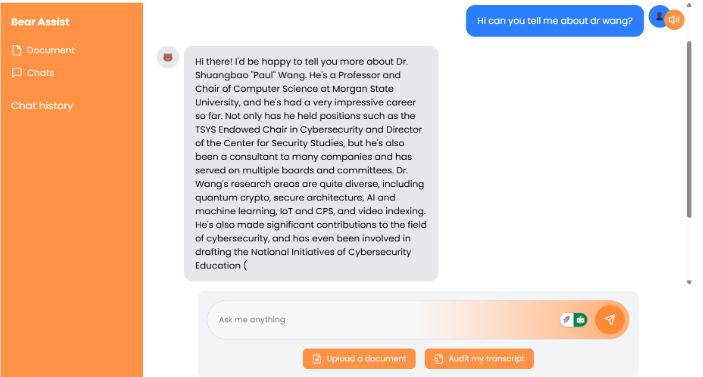 Bear Assist
Document
Chats
Chat history
Hi can you tell me about dr wang?
Hi there! I'd be happy to tell you more about Dr.
Shuangbao "Paul" Wang. He's a Professor and
Chair of Computer Science at Morgan State
University, and he's had a very impressive career
so far. Not only has he held positions such as the
TSYS Endowed Chair in Cybersecurity and Director
of the Center for Security Studies, but he's also
been a consultant to many companies and has
served on multiple boards and committees. Dr.
Wang's research areas are quite diverse, including
quantum crypto, secure architecture, AI and
machine learning, IoT and CPS, and video indexing.
He's also made significant contributions to the field
of cybersecurity, and has even been involved in
drafting the National Initiatives of Cybersecurity
Education (
Ask me anything
Upload a document
Audit my transcript